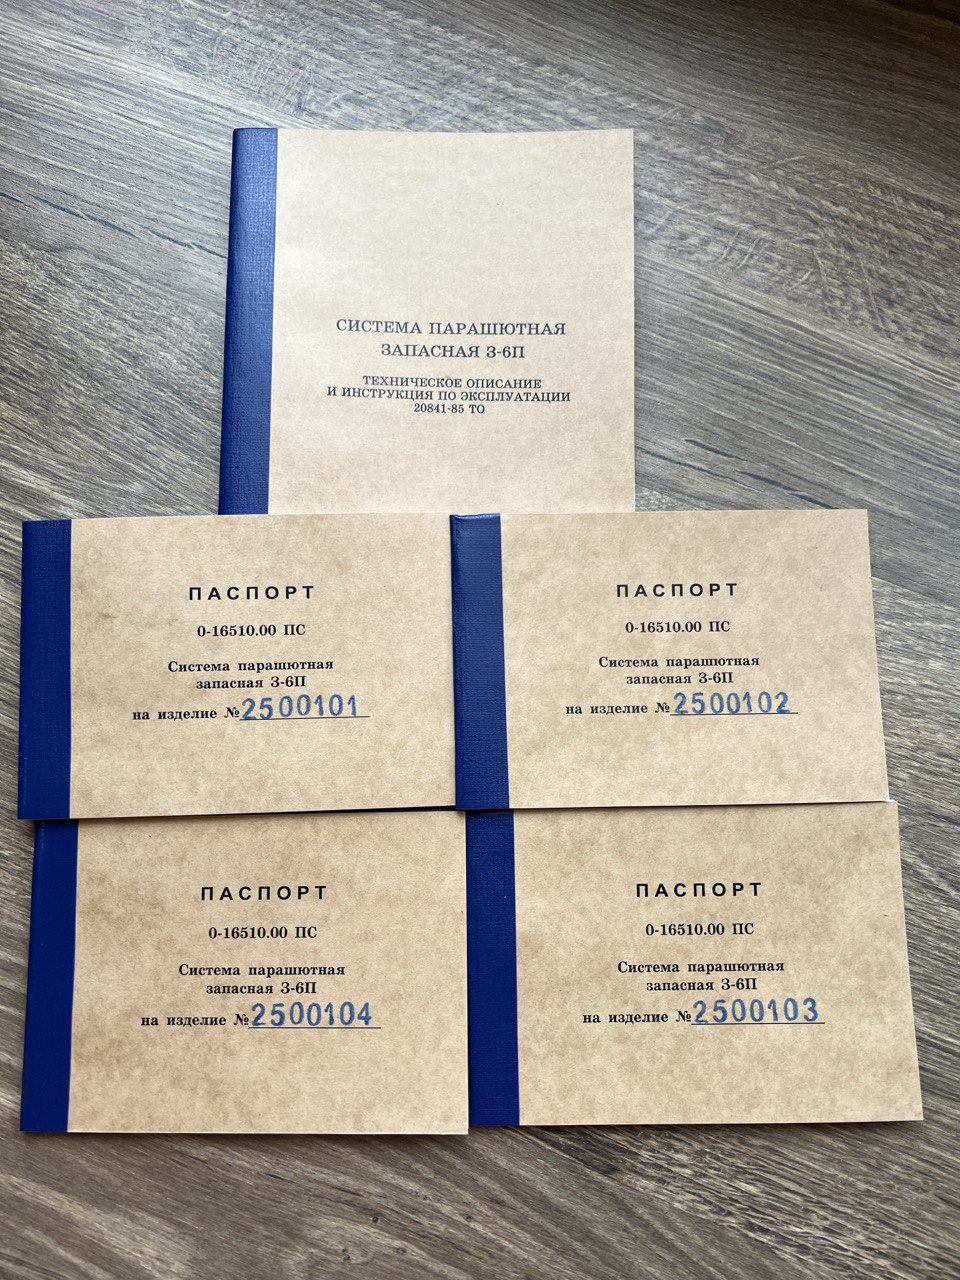 СИСТЕМА ПАРАШЮТНАЯ
ЗАПАСНАЯ З-6П
ТЕХНИЧЕСКОЕ ОПИСАНИЕ
И ИНСТРУКЦИЯ ПО ЭКСПЛУАТАЦИИ
20841-85 ТО
ПАСПОРТ
0-16510.00 ПС
Система парашютная
запасная З-6П
на изделие №2500101
ПАСПОРТ
0-16510.00 ПС
Система парашютная
запасная З-6П
на изделие №2500102
ПАСПОРТ
0-16510.00 ПС
Система парашютная
запасная З-6П
на изделие №2500104
ПАСПОРТ
0-16510.00 ПС
Система парашютная
запасная З-6П
на изделие №2500103